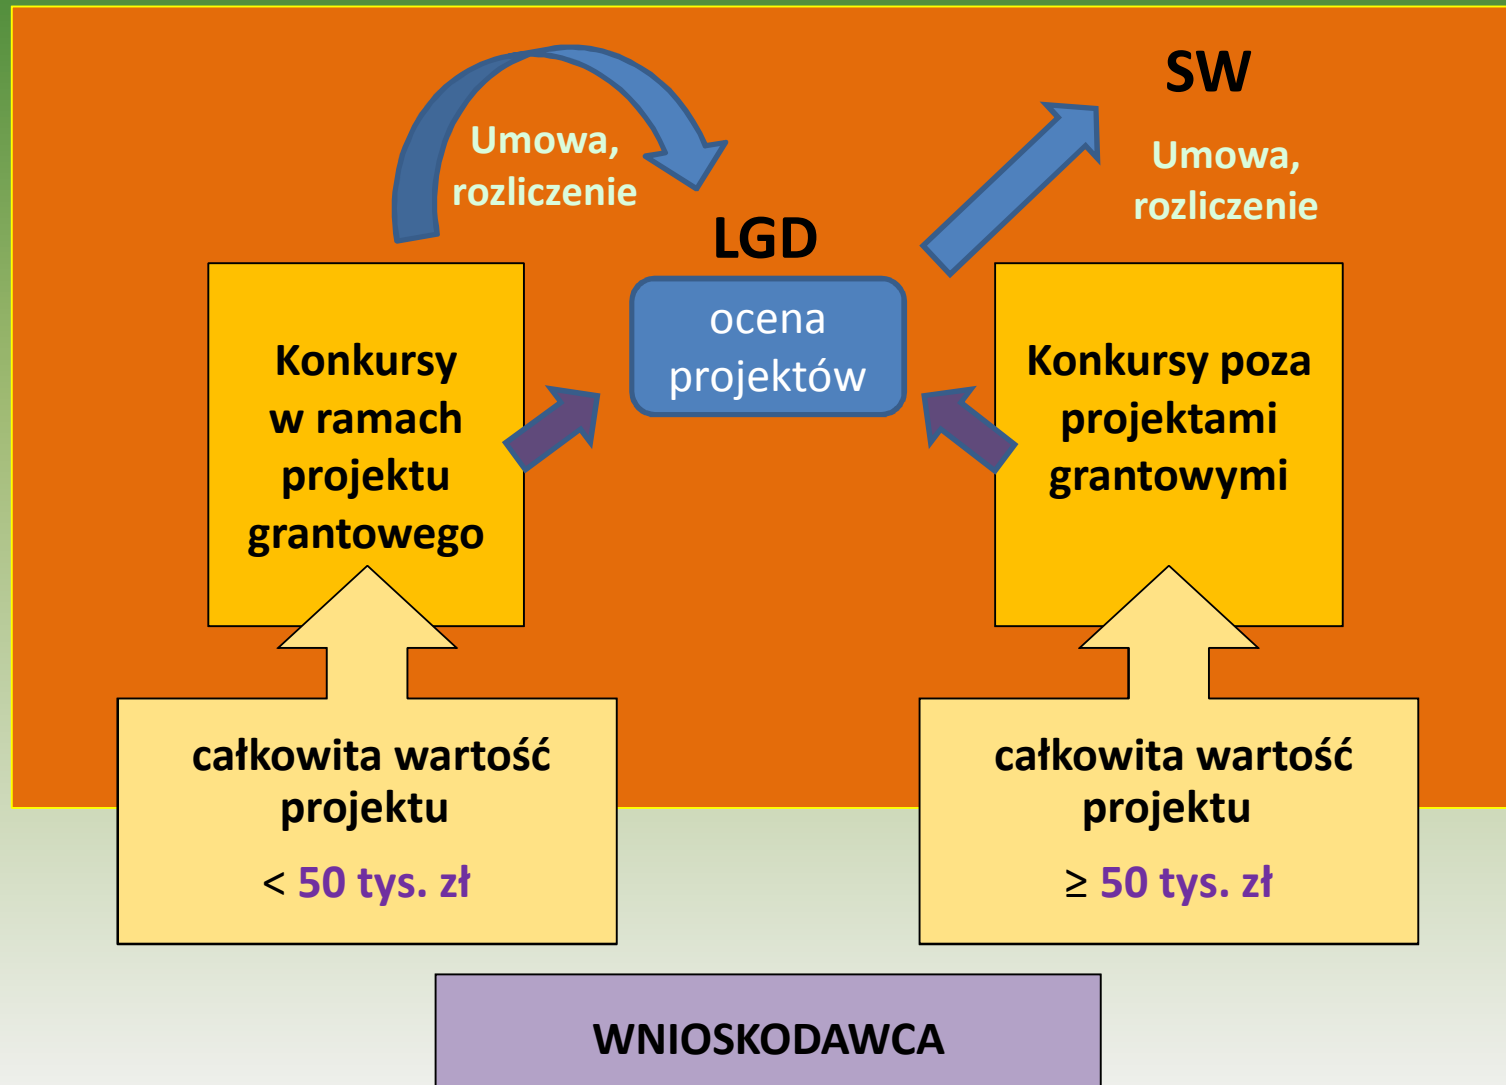 SW
Umowa,
rozliczenie
Umowa,
rozliczenie
LGD
ocena
projektów
Konkursy
w ramach
projektu
grantowego
Konkursy poza
projektami
grantowymi
całkowita wartość
projektu
< 50 tys. zł
całkowita wartość
projektu
≥ 50 tys. zł
WNIOSKODAWCA